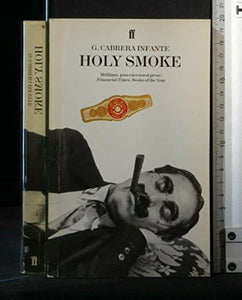 HOLY SMOKE
ff
G. CABRERA INFANTE
HOLY SMOKE
'Brilliant, pun-encrusted prose.'
Financial Times, Books of the Year
ff